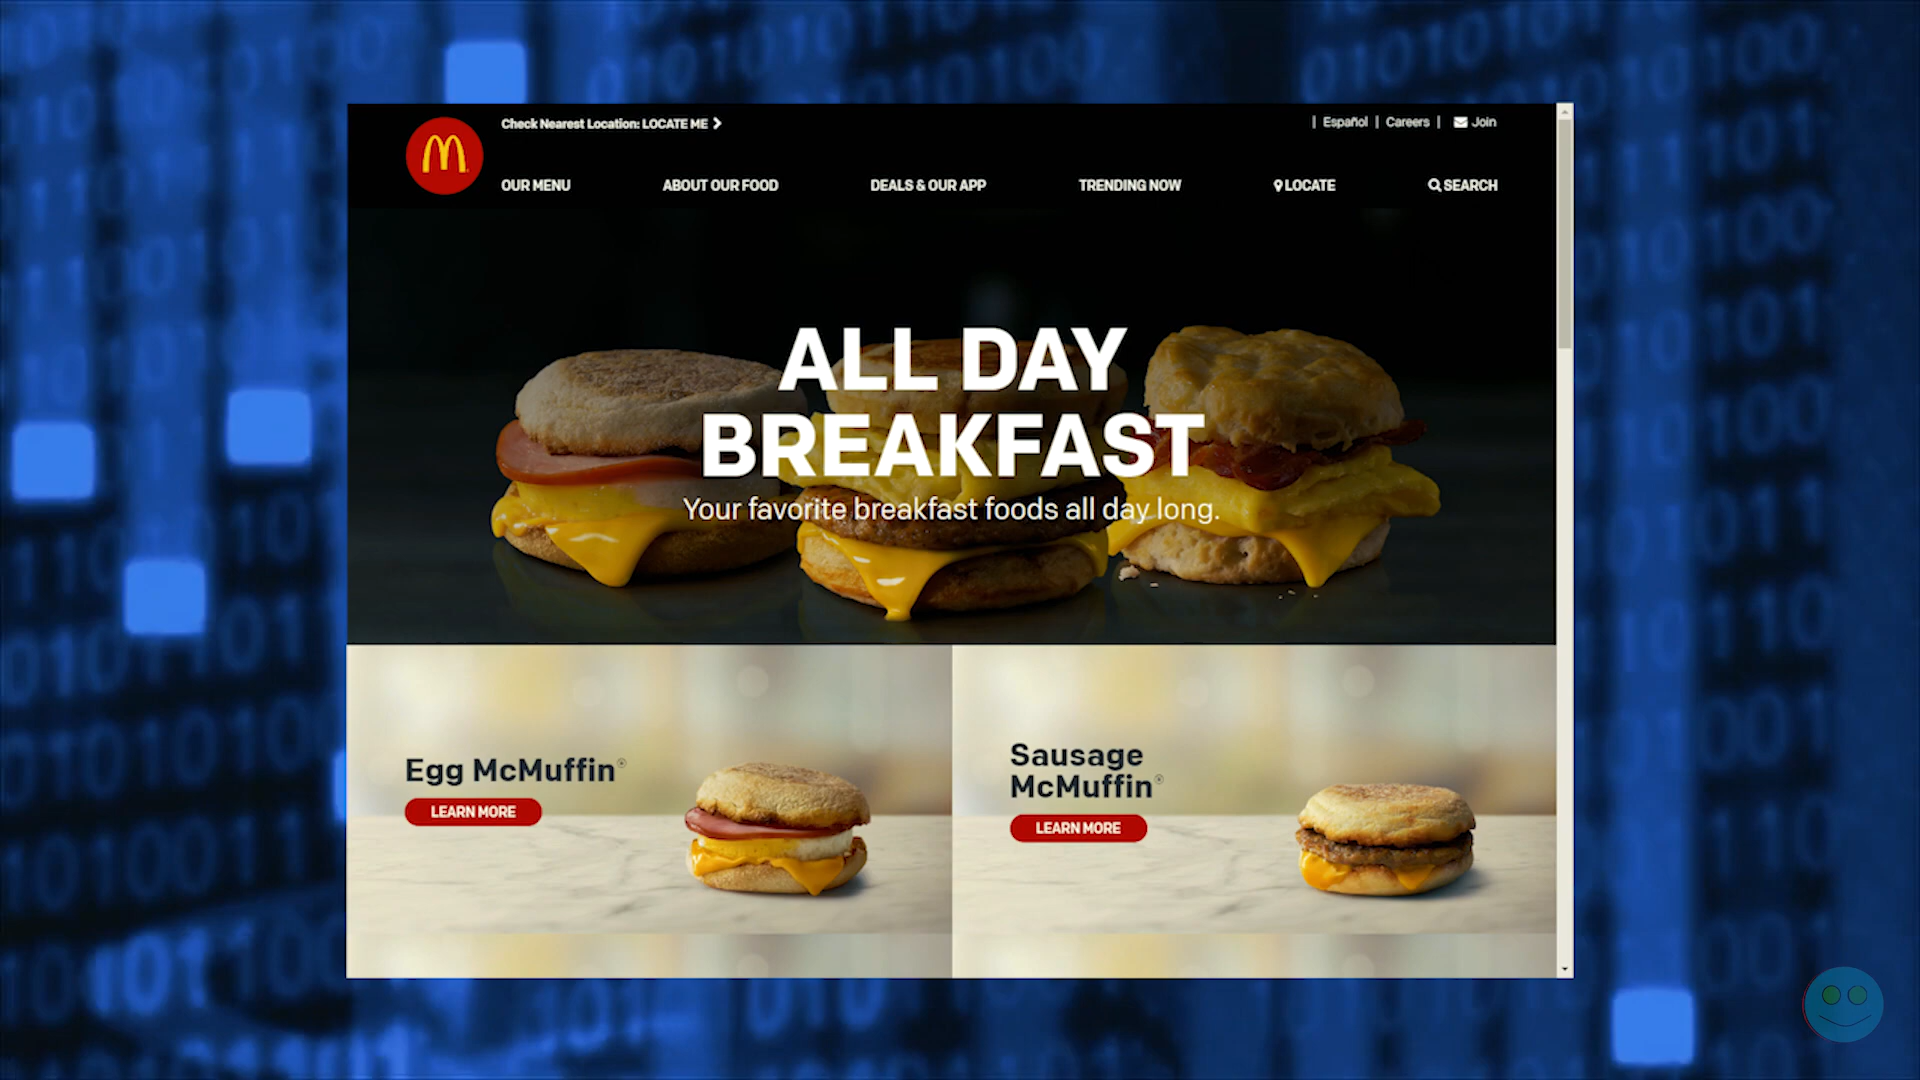 Check Nearest Location: LOCATE ME
| Español | Careers | Join
OUR MENU
ABOUT OUR FOOD
DEALS & OUR APP
TRENDING NOW
LOCATE
SEARCH
ALL DAY
BREAKFAST
Your favorite breakfast foods all day long.
Egg McMuffin®
LEARN MORE
Sausage
McMuffin®
LEARN MORE